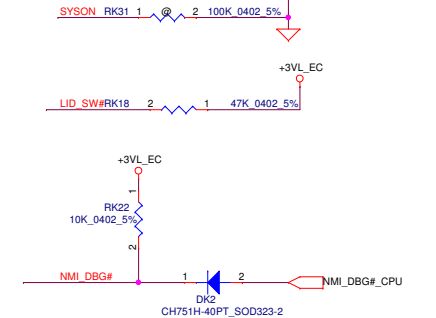 SYSON RK31 1 @ 2 100K_0402_5%
+3VL_EC
LID_SW# RK18 2 1 47K_0402_5%
+3VL_EC
1
RK22
10K_0402_5%
2
NMI_DBG# 1 2 NMI_DBG#_CPU
DK2
CH751H-40PT_SOD323-2